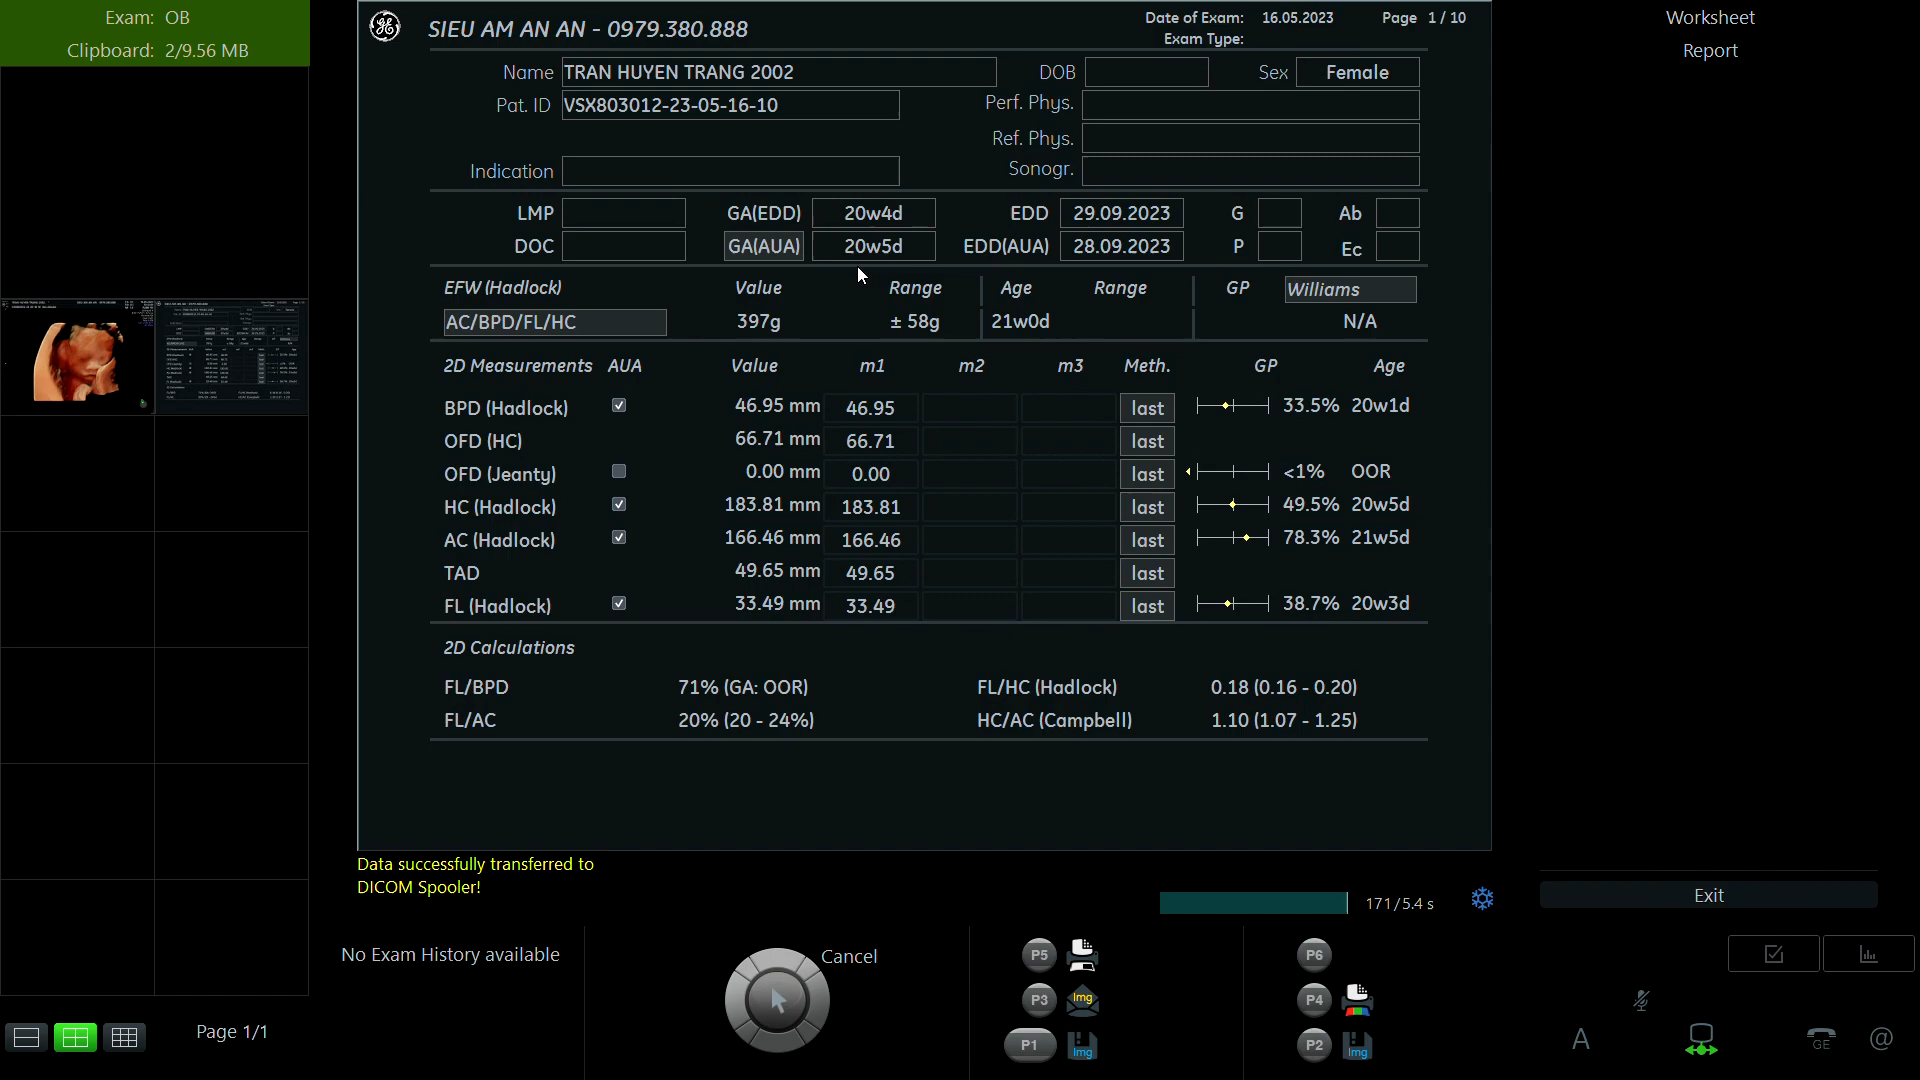 Exam: OB
Clipboard: 2/9.56 MB
SIEU AM AN AN - 0979.380.888
Date of Exam: 16.05.2023 Page 1 / 10
Exam Type:
Name TRAN HUYEN TRANG 2002 DOB Sex Female
Pat. ID VSX803012-23-05-16-10 Perf. Phys.
Ref. Phys.
Indication Sonogr.
LMP GA(EDD) 20w4d EDD 29.09.2023 G Ab
DOC GA(AUA) 20w5d EDD(AUA) 28.09.2023 P Ec
EFW (Hadlock) Value Range Age Range GP Williams
AC/BPD/FL/HC 397g ± 58g 21w0d N/A
2D Measurements AUA Value m1 m2 m3 Meth. GP Age
BPD (Hadlock) 46.95 mm 46.95 last 33.5% 20w1d
OFD (HC) 66.71 mm 66.71 last
OFD (Jeanty) 0.00 mm 0.00 last <1% OOR
HC (Hadlock) 183.81 mm 183.81 last 49.5% 20w5d
AC (Hadlock) 166.46 mm 166.46 last 78.3% 21w5d
TAD 49.65 mm 49.65 last
FL (Hadlock) 33.49 mm 33.49 last 38.7% 20w3d
2D Calculations
FL/BPD 71% (GA: OOR) FL/HC (Hadlock) 0.18 (0.16 - 0.20)
FL/AC 20% (20 - 24%) HC/AC (Campbell) 1.10 (1.07 - 1.25)
Data successfully transferred to
DICOM Spooler!
171/5.4 s
Worksheet
Report
Exit
No Exam History available
Cancel
P5
P3 Img
P1 Img
P6
P4
P2 Img
A GE @
Page 1/1